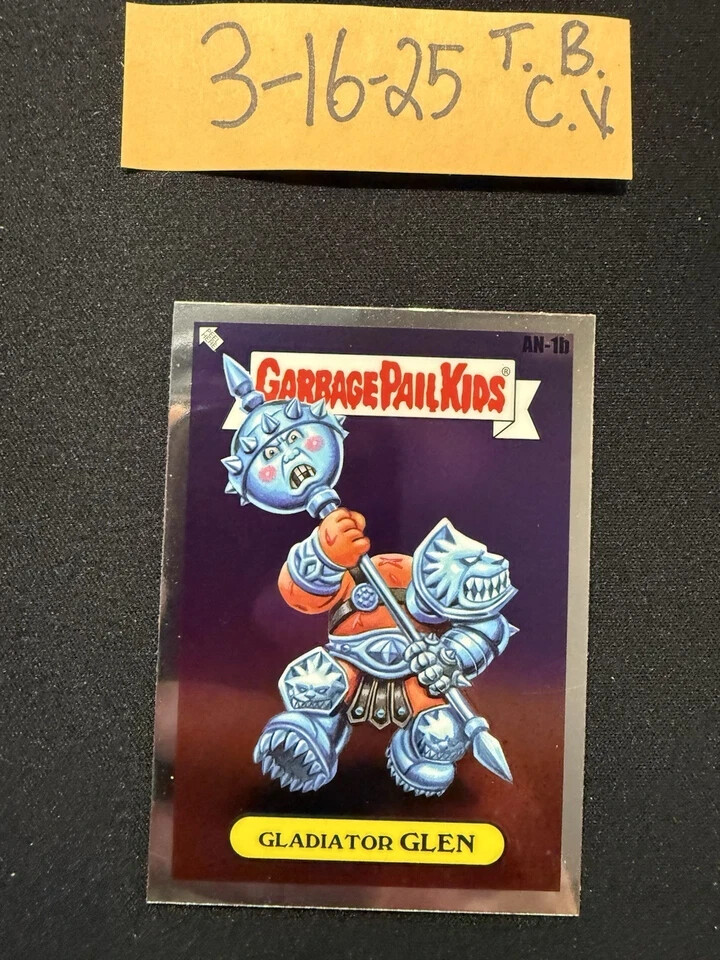 3-16-25 T. B.
C. V
AN-1b
GARBAGE PAIL KIDS®
GLADIATOR GLEN